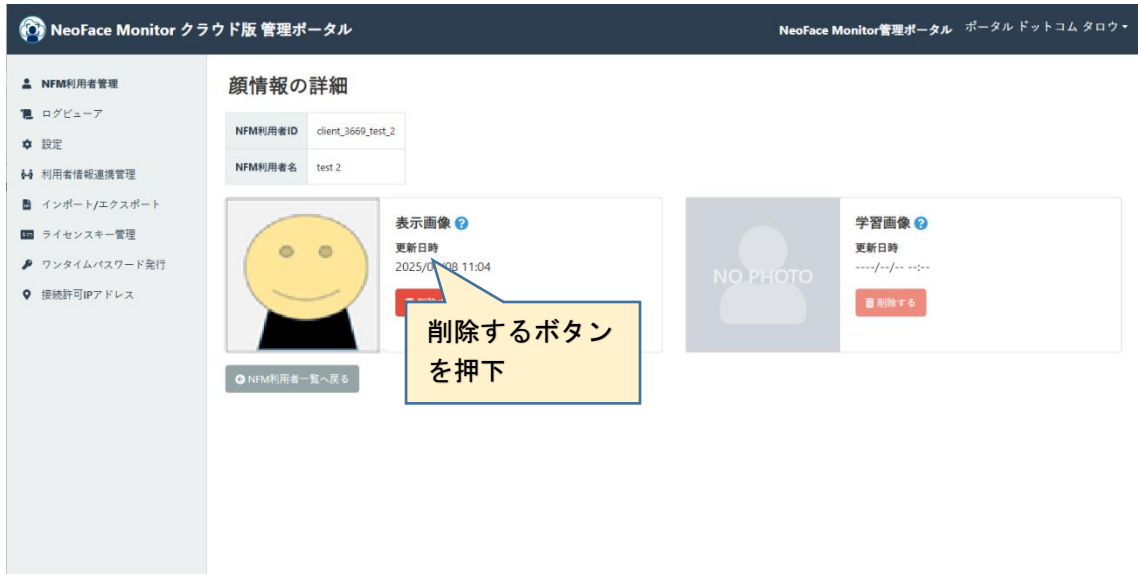 NeoFace Monitor クラウド版 管理ポータル
NeoFace Monitor管理ポータル ポータル ドットコム タロウ
NFM利用者管理
ログビューア
設定
利用者情報連携管理
インポート/エクスポート
ライセンスキー管理
ワンタイムパスワード発行
接続許可IPアドレス
顔情報の詳細
NFM利用者ID client_3669_test_2
NFM利用者名 test 2
表示画像
更新日時
2025/0 /08 11:04
削除するボタン
を押下
NO PHOTO
学習画像
更新日時
----/--/-- --:--
削除する
NFM利用者一覧へ戻る